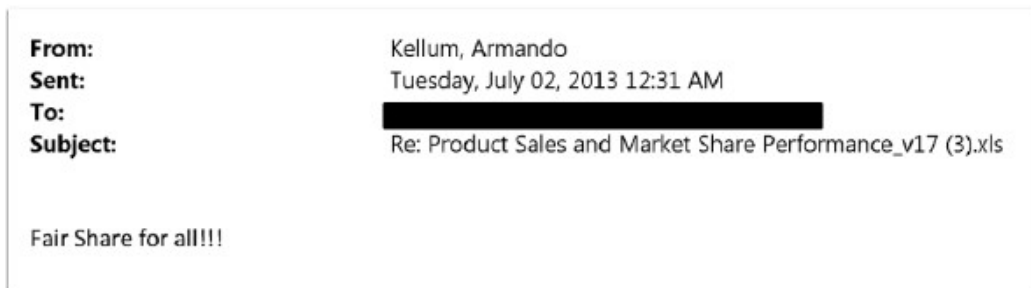 From: Kellum, Armando
Sent: Tuesday, July 02, 2013 12:31 AM
To:
Subject: Re: Product Sales and Market Share Performance_v17 (3).xls
Fair Share for all!!!